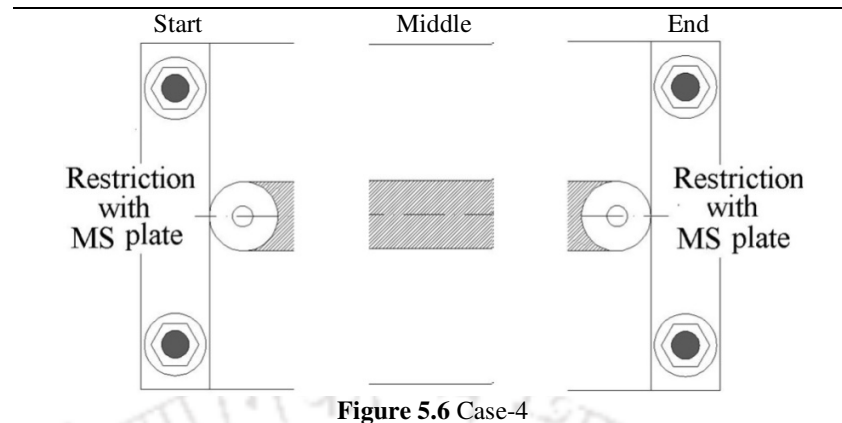 Start Middle End
Restriction
with
MS plate
Restriction
with
MS plate
Figure 5.6 Case-4